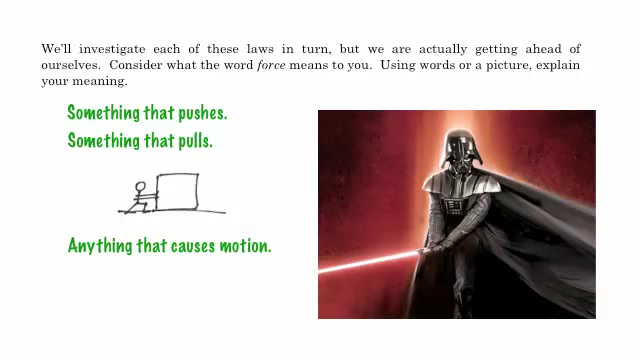 We'll investigate each of these laws in turn, but we are actually getting ahead of
ourselves. Consider what the word force means to you. Using words or a picture, explain
your meaning.
Something that pushes.
Something that pulls.
Anything that causes motion.